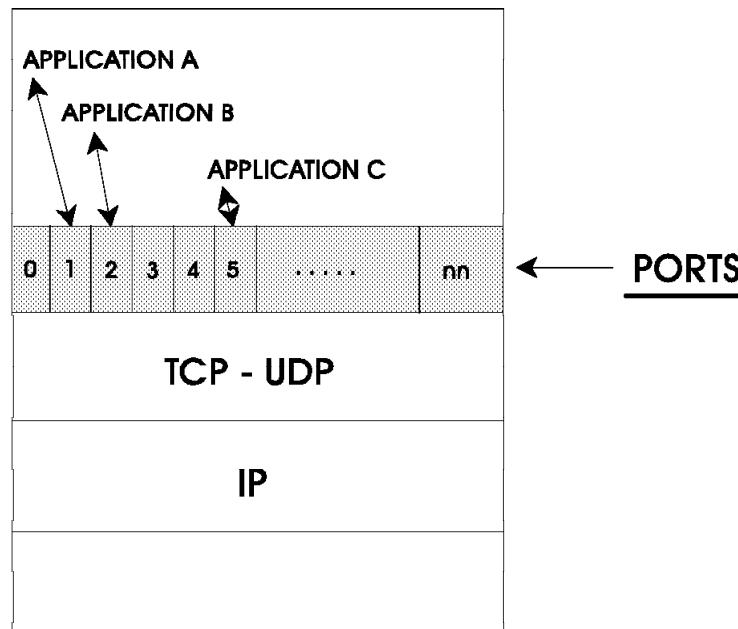 APPLICATION A
APPLICATION B
APPLICATION C
0 1 2 3 4 5 ..... nn
PORTS
TCP - UDP
IP